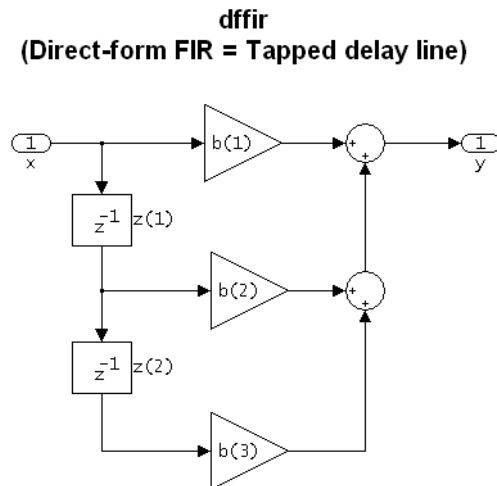 dffir
(Direct-form FIR = Tapped delay line)
1
x
b(1)
+
+
1
y
z-1
z(1)
b(2)
+
+
z-1
z(2)
b(3)